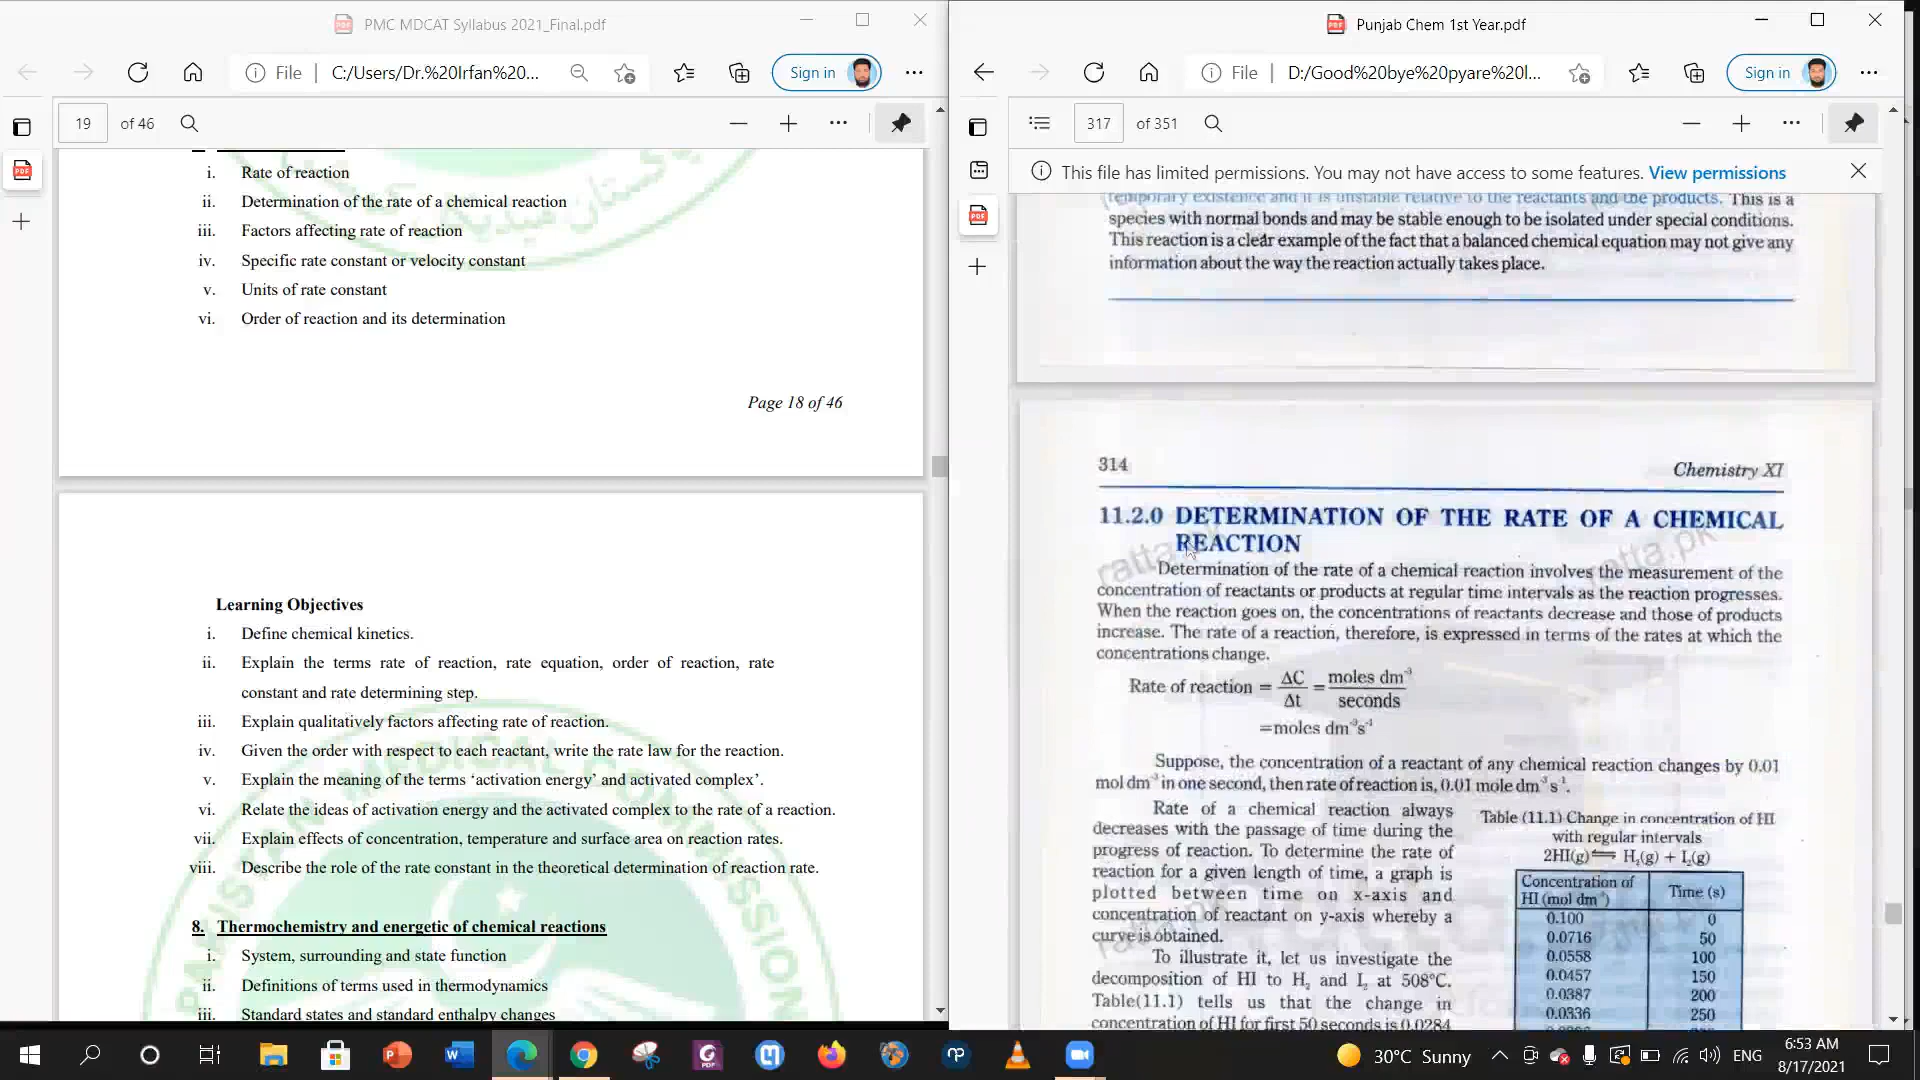 PMC MDCAT Syllabus 2021_Final.pdf
File
C:/Users/Dr.%20Irfan%20...
Sign in
19 of 46
i. Rate of reaction
ii. Determination of the rate of a chemical reaction
iii. Factors affecting rate of reaction
iv. Specific rate constant or velocity constant
v. Units of rate constant
vi. Order of reaction and its determination
Page 18 of 46
Learning Objectives
i. Define chemical kinetics.
ii. Explain the terms rate of reaction, rate equation, order of reaction, rate
constant and rate determining step.
iii. Explain qualitatively factors affecting rate of reaction.
iv. Given the order with respect to each reactant, write the rate law for the reaction.
v. Explain the meaning of the terms ‘activation energy’ and activated complex’.
vi. Relate the ideas of activation energy and the activated complex to the rate of a reaction.
vii. Explain effects of concentration, temperature and surface area on reaction rates.
viii. Describe the role of the rate constant in the theoretical determination of reaction rate.
PAKISTAN MEDICAL COMMISSION
8. Thermochemistry and energetic of chemical reactions
i. System, surrounding and state function
ii. Definitions of terms used in thermodynamics
iii. Standard states and standard enthalpy changes
Punjab Chem 1st Year.pdf
File
D:/Good%20bye%20pyare%20l...
Sign in
317 of 351
This file has limited permissions. You may not have access to some features. View permissions
temporary existence and it is unstable relative to the reactants and the products. This is a
species with normal bonds and may be stable enough to be isolated under special conditions.
This reaction is a clear example of the fact that a balanced chemical equation may not give any
information about the way the reaction actually takes place.
314 Chemistry XI
11.2.0 DETERMINATION OF THE RATE OF A CHEMICAL
REACTION
ratta.pk
Determination of the rate of a chemical reaction involves the measurement of the
concentration of reactants or products at regular time intervals as the reaction progresses.
When the reaction goes on, the concentrations of reactants decrease and those of products
increase. The rate of a reaction, therefore, is expressed in terms of the rates at which the
concentrations change.
Rate of reaction = ΔC/Δt = moles dm⁻³/seconds
=moles dm⁻³s⁻¹
Suppose, the concentration of a reactant of any chemical reaction changes by 0.01
mol dm⁻³ in one second, then rate of reaction is, 0.01 mole dm⁻³ s⁻¹.
Rate of a chemical reaction always
decreases with the passage of time during the
progress of reaction. To determine the rate of
reaction for a given length of time, a graph is
plotted between time on x-axis and
concentration of reactant on y-axis whereby a
curve is obtained.
To illustrate it, let us investigate the
decomposition of HI to H₂ and I₂ at 508°C.
Table(11.1) tells us that the change in
concentration of HI for first 50 seconds is 0.0284
Table (11.1) Change in concentration of HI
with regular intervals
2HI(g) ⇌ H₂(g) + I₂(g)
Concentration of
HI (mol dm⁻³) Time (s)
0.100 0
0.0716 50
0.0558 100
0.0457 150
0.0387 200
0.0336 250
30°C Sunny
ENG
6:53 AM
8/17/2021